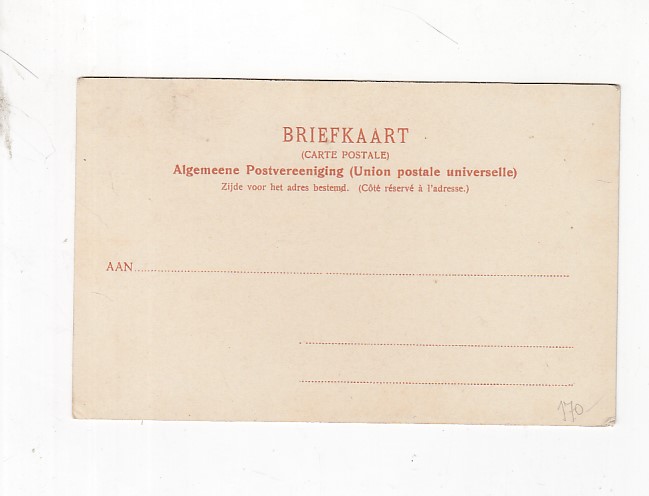 BRIEFKAART
(CARTE POSTALE)
Algemeene Postvereeniging (Union postale universelle)
Zijde voor het adres bestemd. (Côté réservé à l'adresse.)
AAN
170-